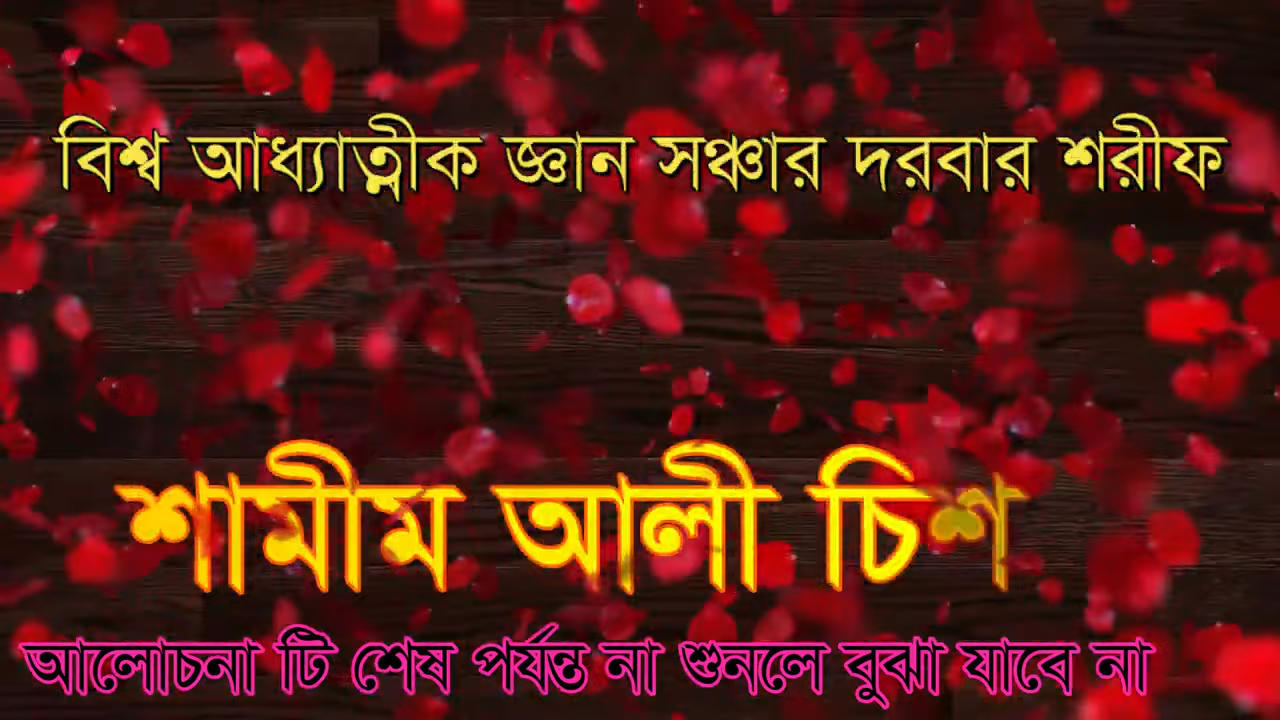 বিশ্ব আধ্যাত্নীক জ্ঞান সঞ্চার দরবার শরীফ
শামীম আলী চিশ
আলোচনা টি শেষ পর্যন্ত না শুনলে বুঝা যাবে না